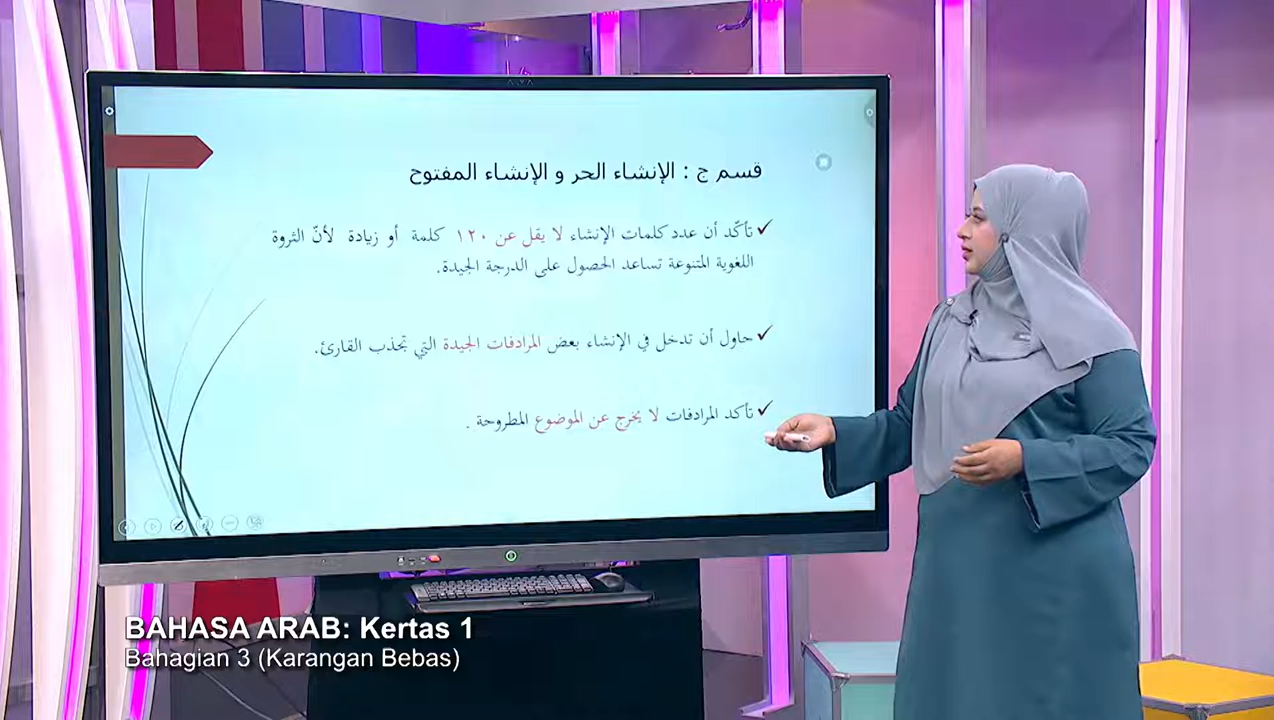 قسم ج : الإنشاء الحر و الإنشاء المفتوح
✓ تأكّد أن عدد كلمات الإنشاء لا يقل عن ١٢٠ كلمة أو زيادة لأنّ الثروة
اللغوية المتنوعة تساعد الحصول على الدرجة الجيدة.
✓ حاول أن تدخل في الإنشاء بعض المرادفات الجيدة التي تجذب القارئ.
✓ تأكد المرادفات لا يخرج عن الموضوع المطروحة .
BAHASA ARAB: Kertas 1
Bahagian 3 (Karangan Bebas)